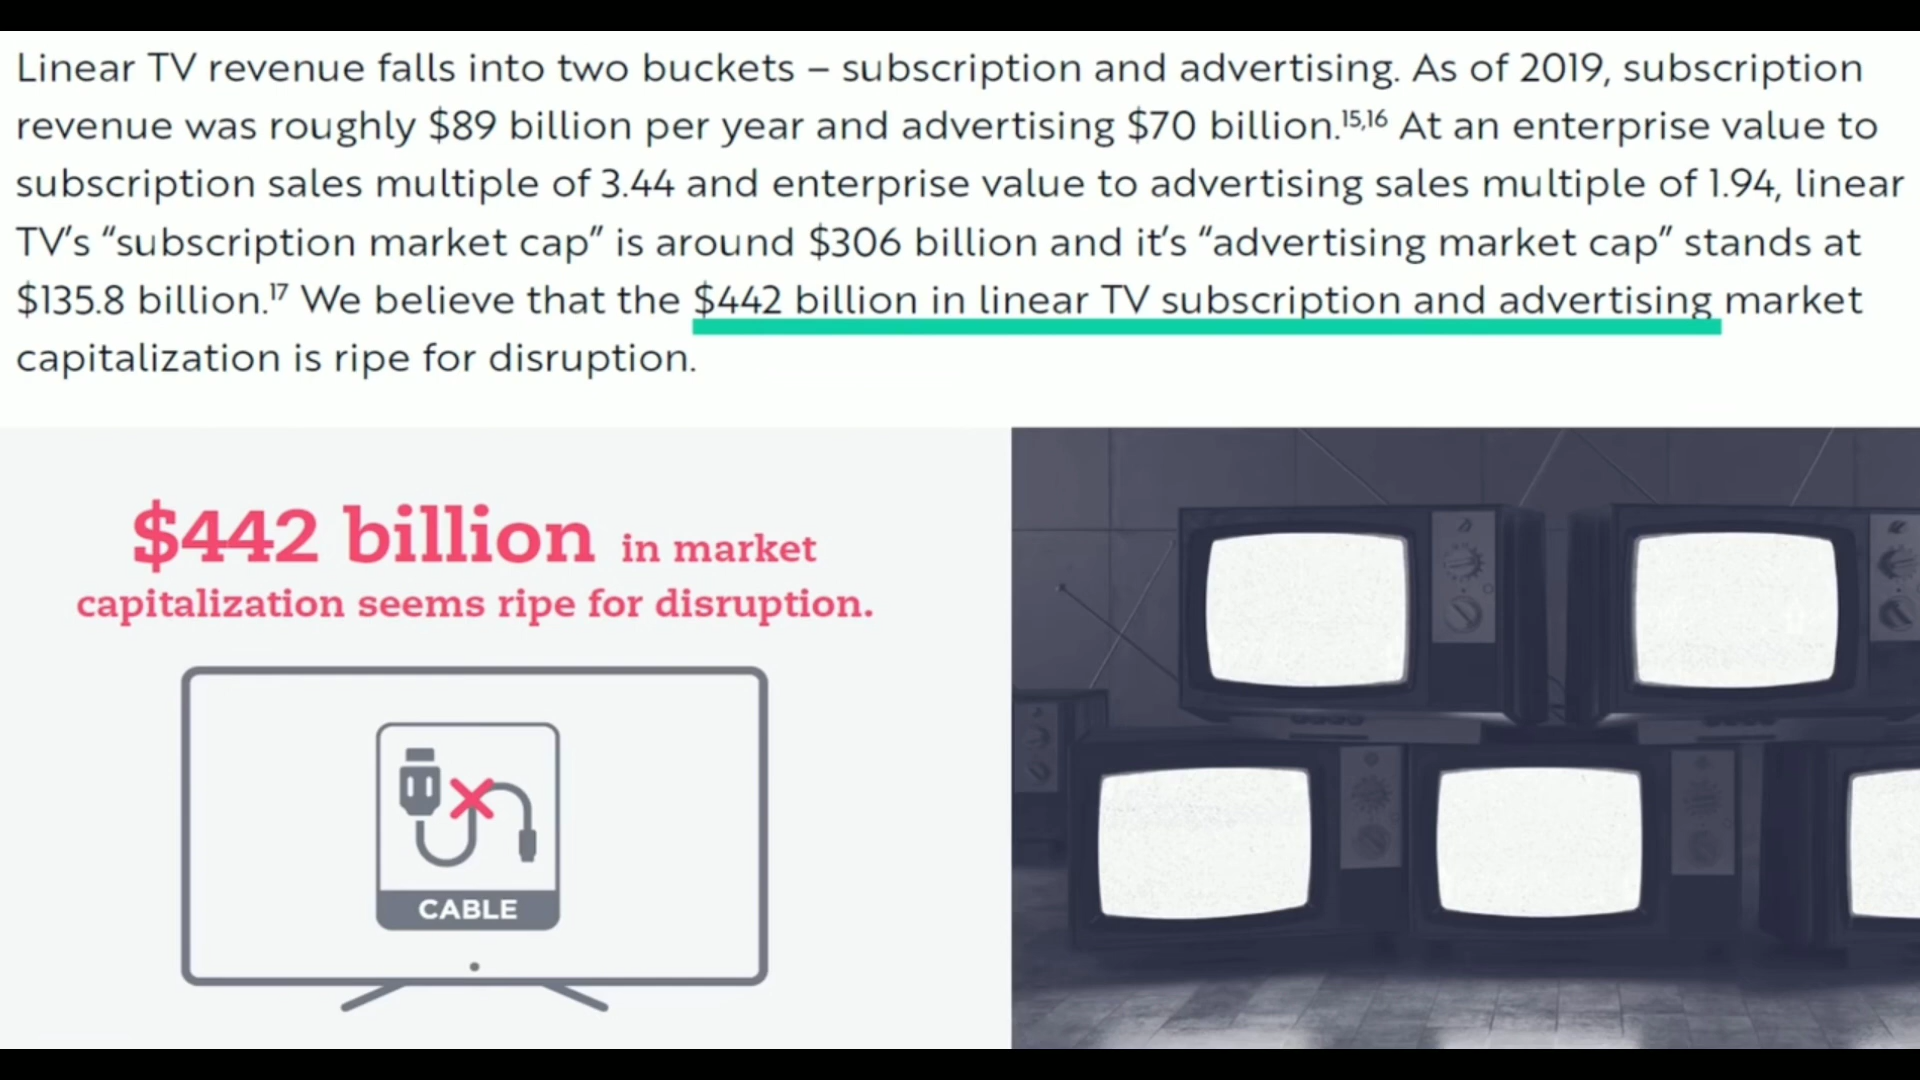 Linear TV revenue falls into two buckets – subscription and advertising. As of 2019, subscription
revenue was roughly $89 billion per year and advertising $70 billion.15,16 At an enterprise value to
subscription sales multiple of 3.44 and enterprise value to advertising sales multiple of 1.94, linear
TV’s “subscription market cap” is around $306 billion and it’s “advertising market cap” stands at
$135.8 billion.17 We believe that the $442 billion in linear TV subscription and advertising market
capitalization is ripe for disruption.
$442 billion in market
capitalization seems ripe for disruption.
CABLE